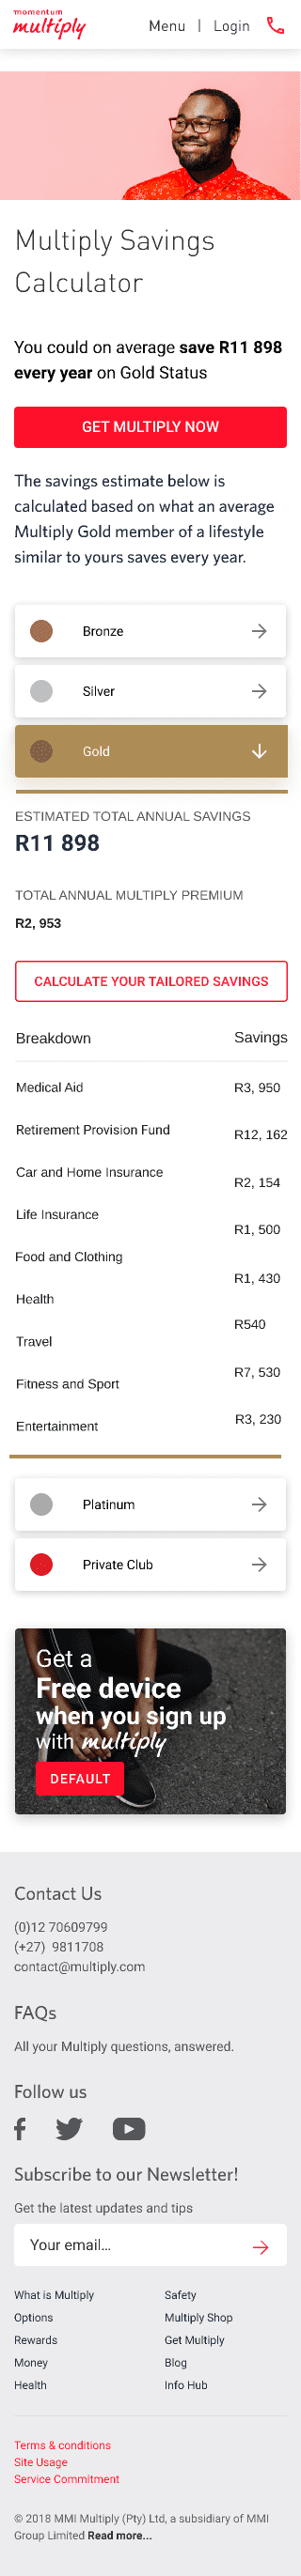 momentum
multiply
Menu | Login
Multiply Savings
Calculator
You could on average save R11 898
every year on Gold Status
GET MULTIPLY NOW
The savings estimate below is
calculated based on what an average
Multiply Gold member of a lifestyle
similar to yours saves every year.
Bronze
Silver
Gold
ESTIMATED TOTAL ANNUAL SAVINGS
R11 898
TOTAL ANNUAL MULTIPLY PREMIUM
R2, 953
CALCULATE YOUR TAILORED SAVINGS
Breakdown Savings
Medical Aid R3, 950
Retirement Provision Fund R12, 162
Car and Home Insurance R2, 154
Life Insurance R1, 500
Food and Clothing R1, 430
Health R540
Travel R7, 530
Fitness and Sport R3, 230
Entertainment
Platinum
Private Club
Get a
Free device
when you sign up
with multiply
DEFAULT
Contact Us
(0)12 70609799
(+27) 9811708
contact@multiply.com
FAQs
All your Multiply questions, answered.
Follow us
Subscribe to our Newsletter!
Get the latest updates and tips
Your email...
What is Multiply Safety
Options Multiply Shop
Rewards Get Multiply
Money Blog
Health Info Hub
Terms & conditions
Site Usage
Service Commitment
© 2018 MMI Multiply (Pty) Ltd, a subsidiary of MMI
Group Limited Read more...